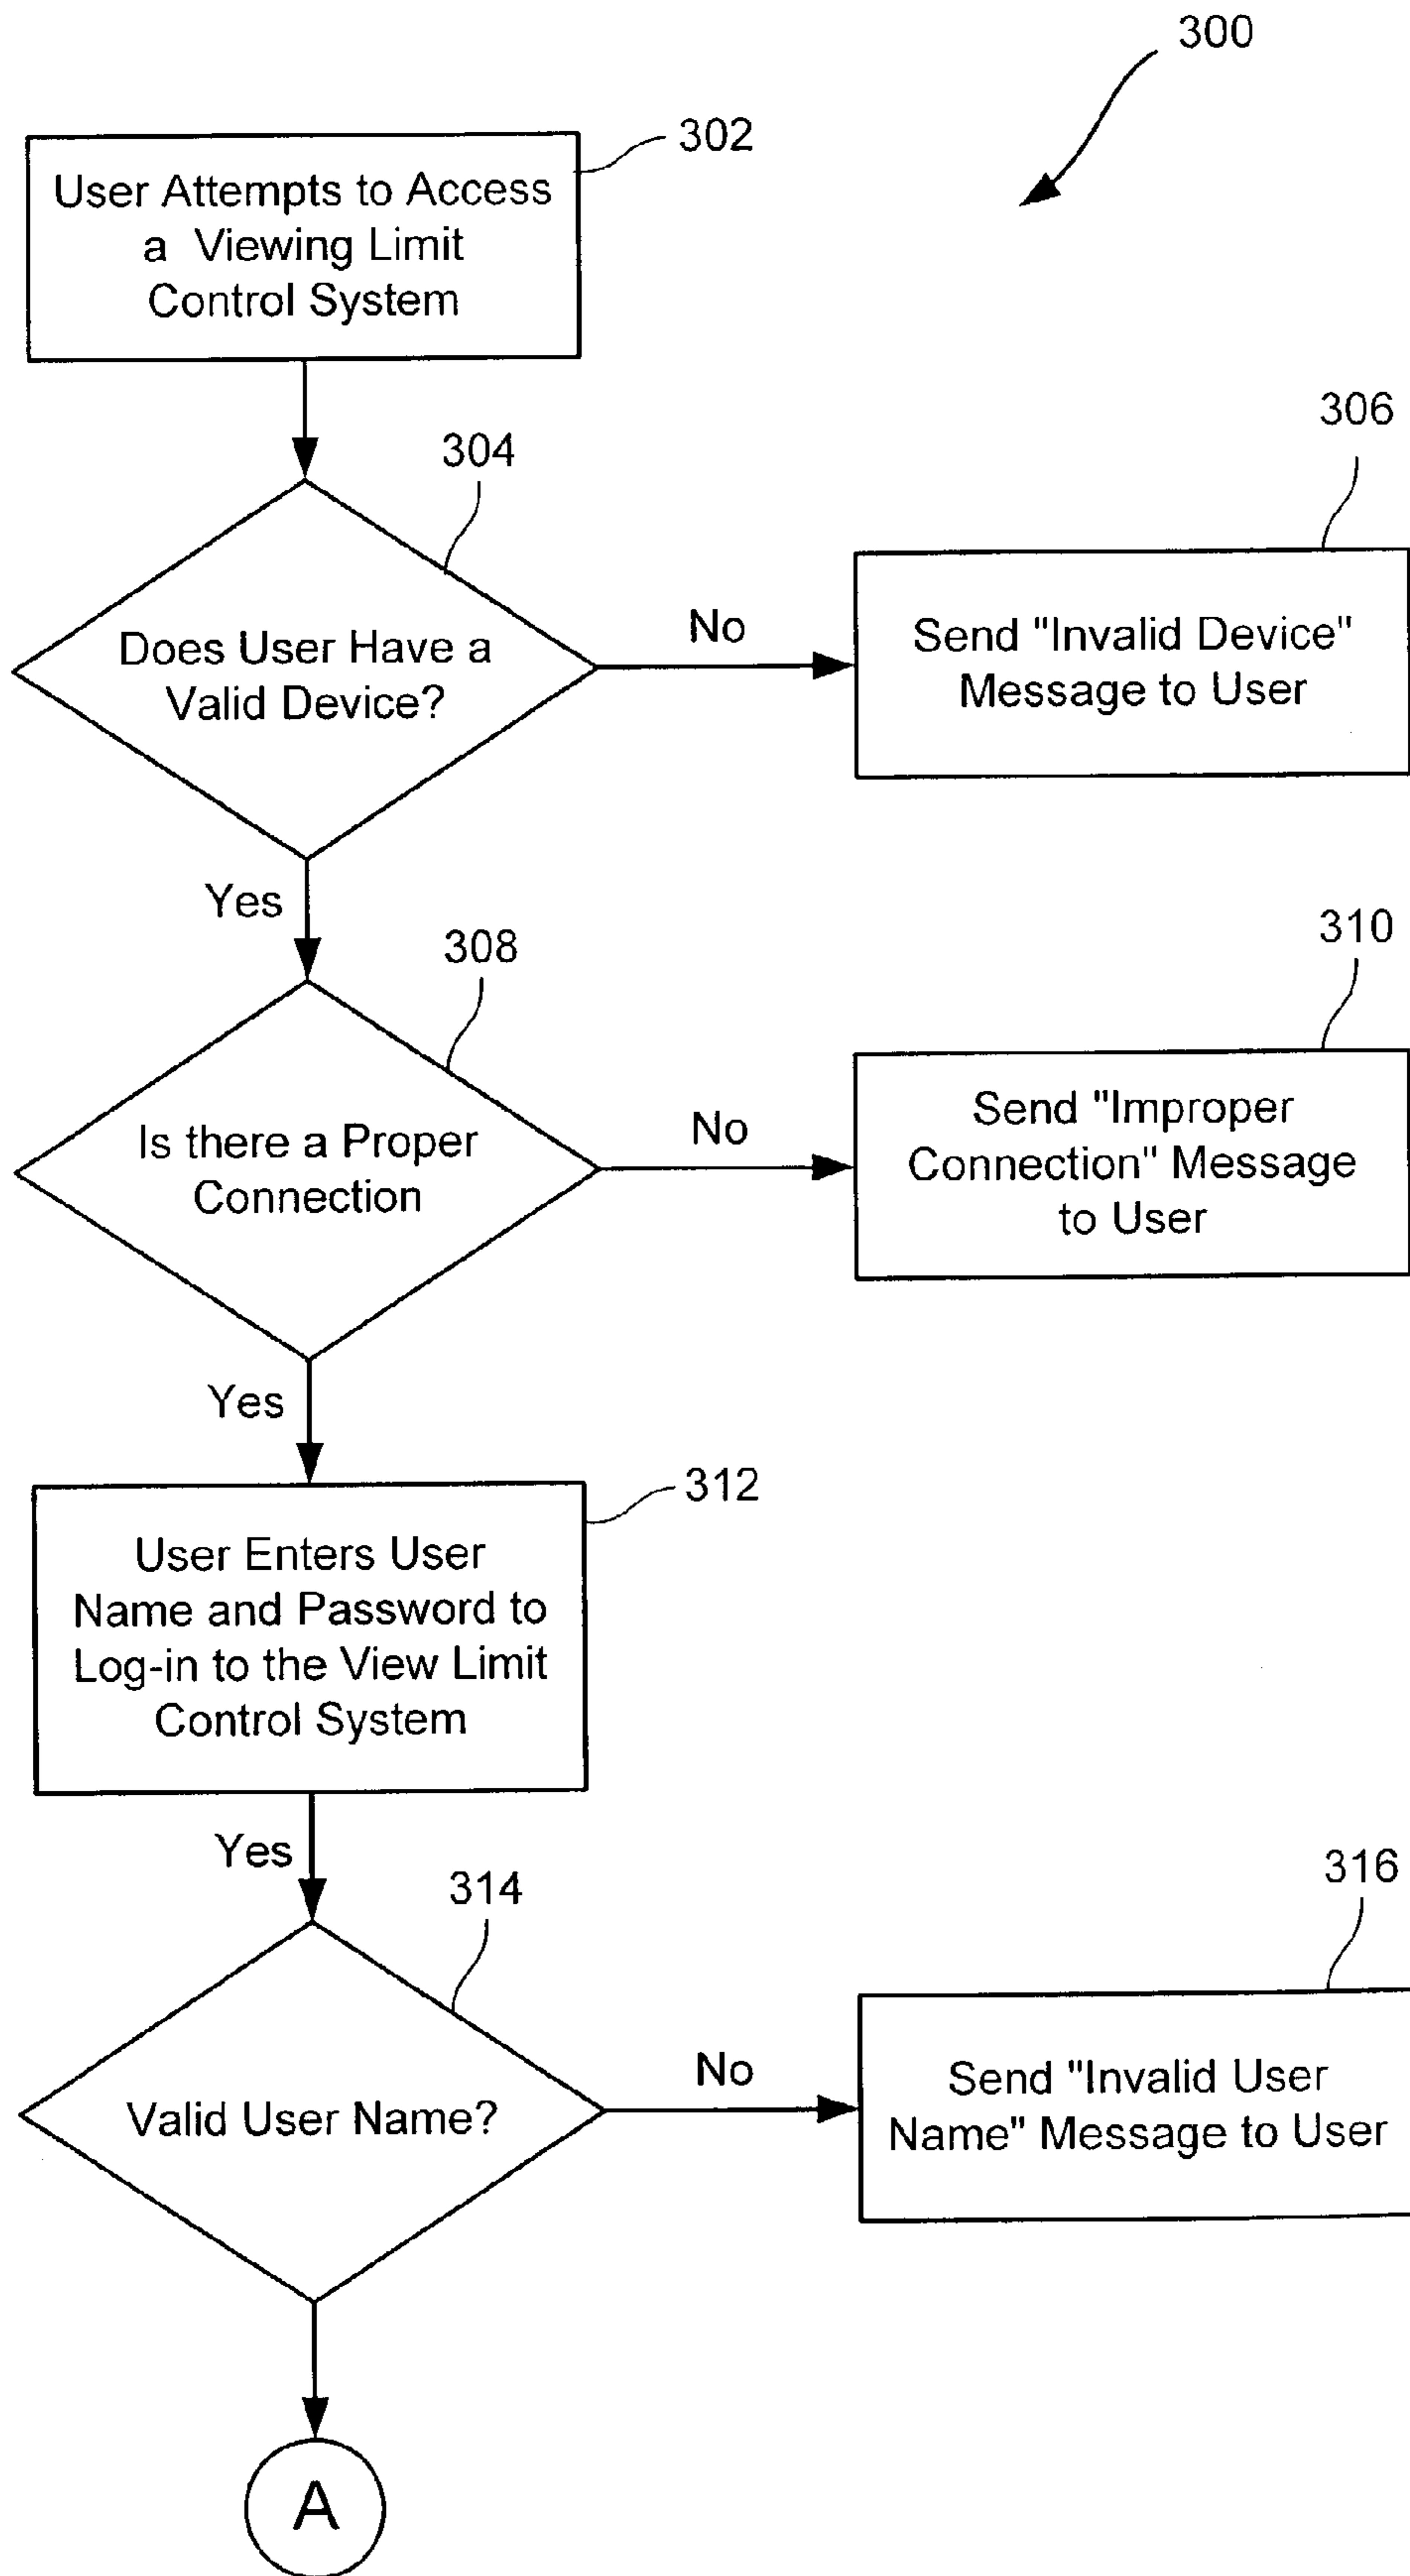 300
302
User Attempts to Access
a Viewing Limit
Control System
304
306
Does User Have a
Valid Device?
No
Send "Invalid Device"
Message to User
Yes
308
310
Is there a Proper
Connection
No
Send "Improper
Connection" Message
to User
Yes
312
User Enters User
Name and Password to
Log-in to the View Limit
Control System
Yes
314
316
Valid User Name?
No
Send "Invalid User
Name" Message to User
A